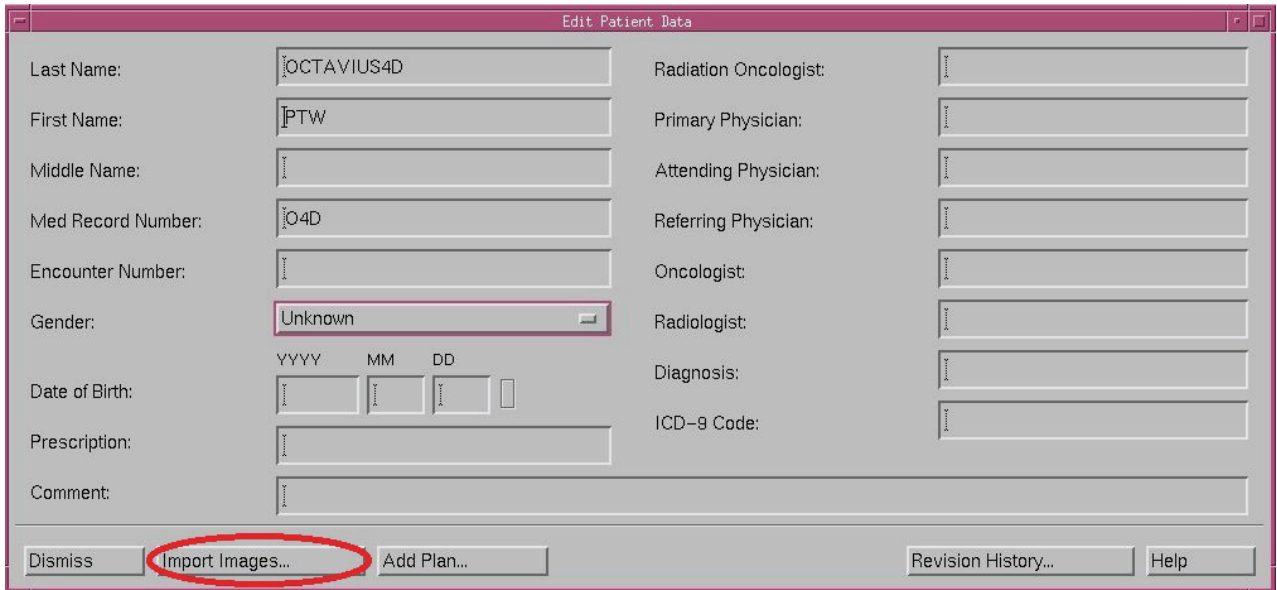 Edit Patient Data
Last Name: OCTAVIUS4D
First Name: PTW
Middle Name:
Med Record Number: O4D
Encounter Number:
Gender: Unknown
YYYY MM DD
Date of Birth:
Prescription:
Comment:
Radiation Oncologist:
Primary Physician:
Attending Physician:
Referring Physician:
Oncologist:
Radiologist:
Diagnosis:
ICD-9 Code:
Dismiss Import Images... Add Plan... Revision History... Help